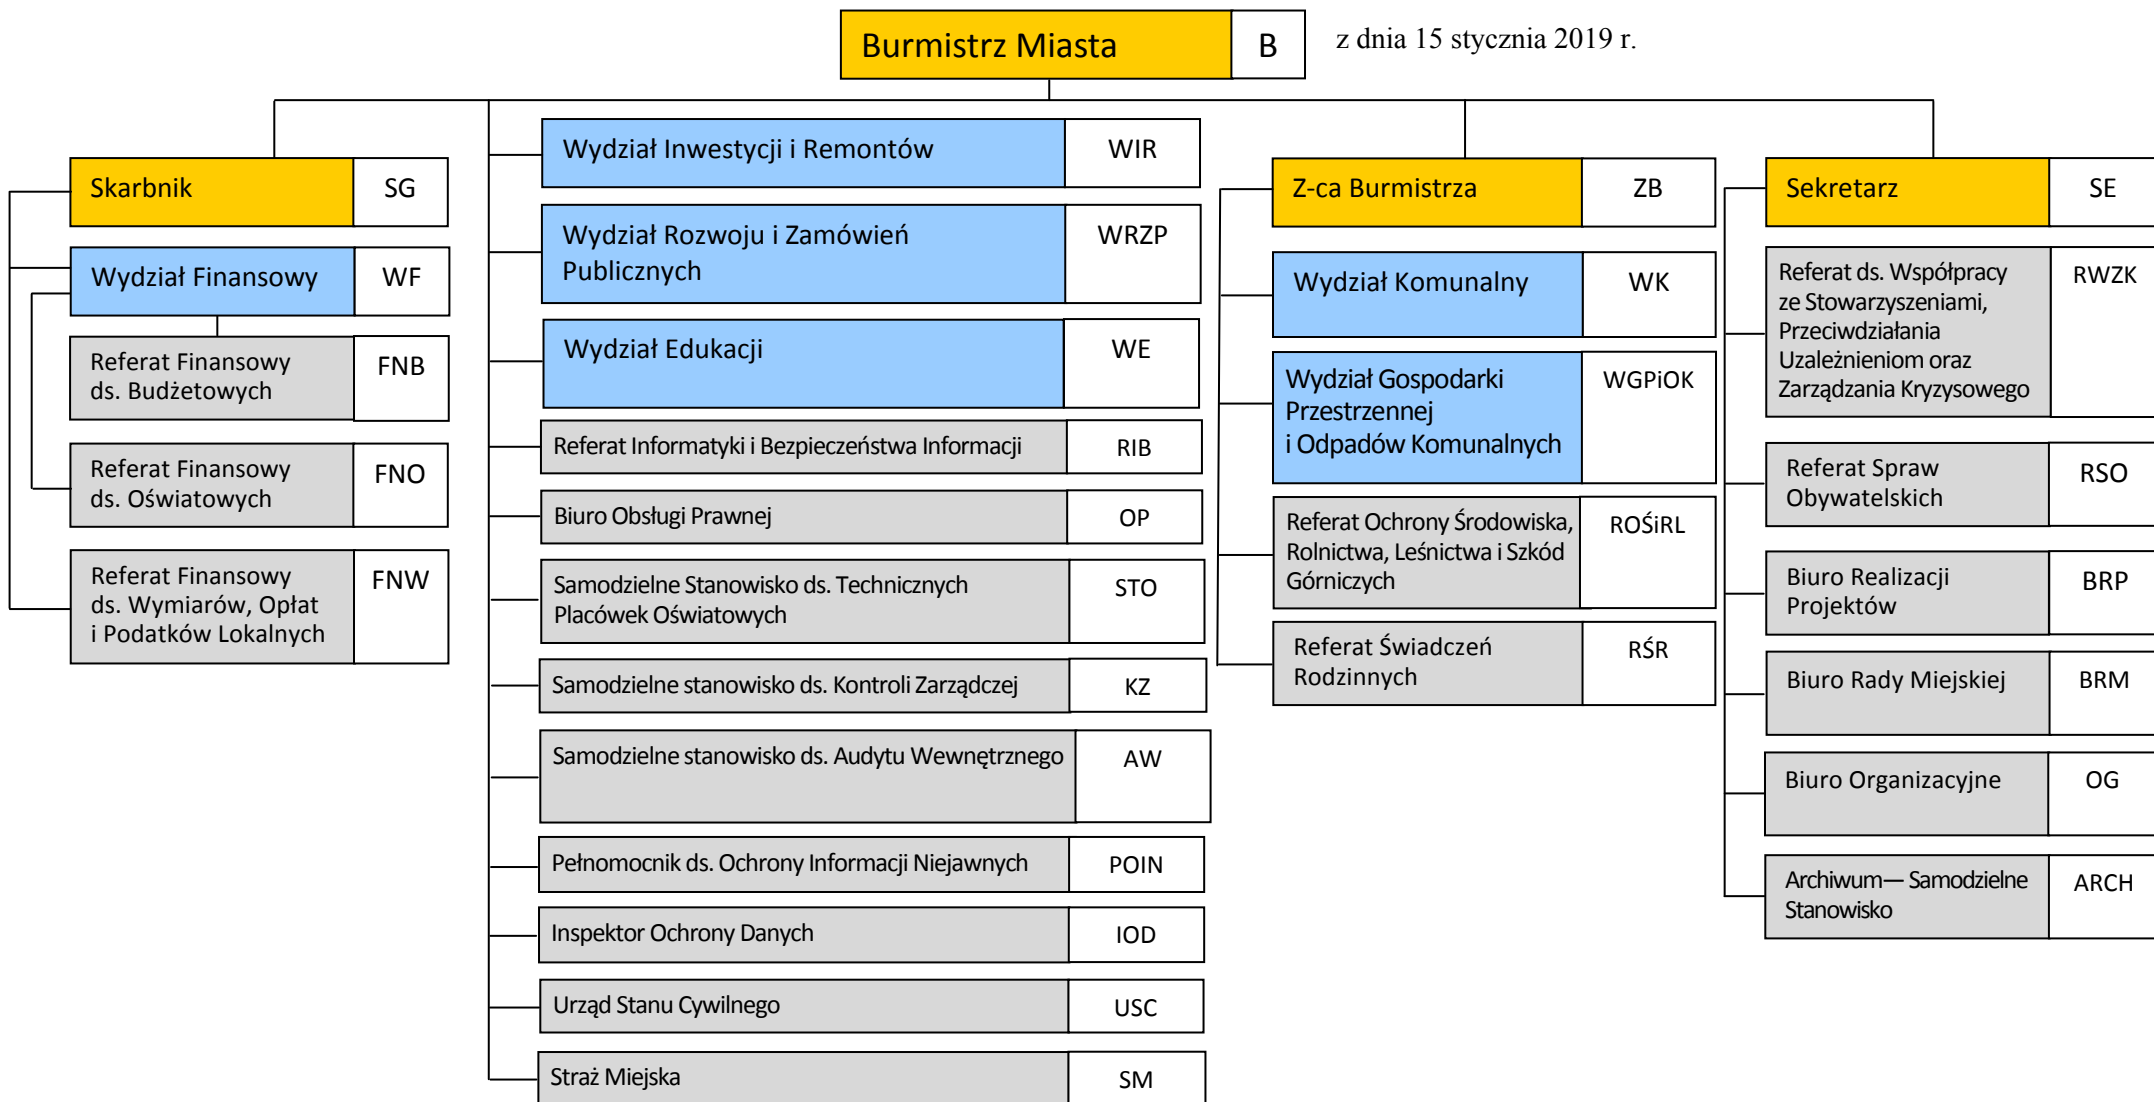 Burmistrz Miasta B
z dnia 15 stycznia 2019 r.
Skarbnik SG
Wydział Finansowy WF
Referat Finansowy FNB
ds. Budżetowych
Referat Finansowy FNO
ds. Oświatowych
Referat Finansowy FNW
ds. Wymiarów, Opłat
i Podatków Lokalnych
Wydział Inwestycji i Remontów WIR
Wydział Rozwoju i Zamówień WRZP
Publicznych
Wydział Edukacji WE
Referat Informatyki i Bezpieczeństwa Informacji RIB
Biuro Obsługi Prawnej OP
Samodzielne Stanowisko ds. Technicznych STO
Placówek Oświatowych
Samodzielne stanowisko ds. Kontroli Zarządczej KZ
Samodzielne stanowisko ds. Audytu Wewnętrznego AW
Pełnomocnik ds. Ochrony Informacji Niejawnych POIN
Inspektor Ochrony Danych IOD
Urząd Stanu Cywilnego USC
Straż Miejska SM
Z-ca Burmistrza ZB
Wydział Komunalny WK
Wydział Gospodarki WGPiOK
Przestrzennej
i Odpadów Komunalnych
Referat Ochrony Środowiska, ROŚiRL
Rolnictwa, Leśnictwa i Szkód
Górniczych
Referat Świadczeń RŚR
Rodzinnych
Sekretarz SE
Referat ds. Współpracy RWZK
ze Stowarzyszeniami,
Przeciwdziałania
Uzależnieniom oraz
Zarządzania Kryzysowego
Referat Spraw RSO
Obywatelskich
Biuro Realizacji BRP
Projektów
Biuro Rady Miejskiej BRM
Biuro Organizacyjne OG
Archiwum— Samodzielne ARCH
Stanowisko